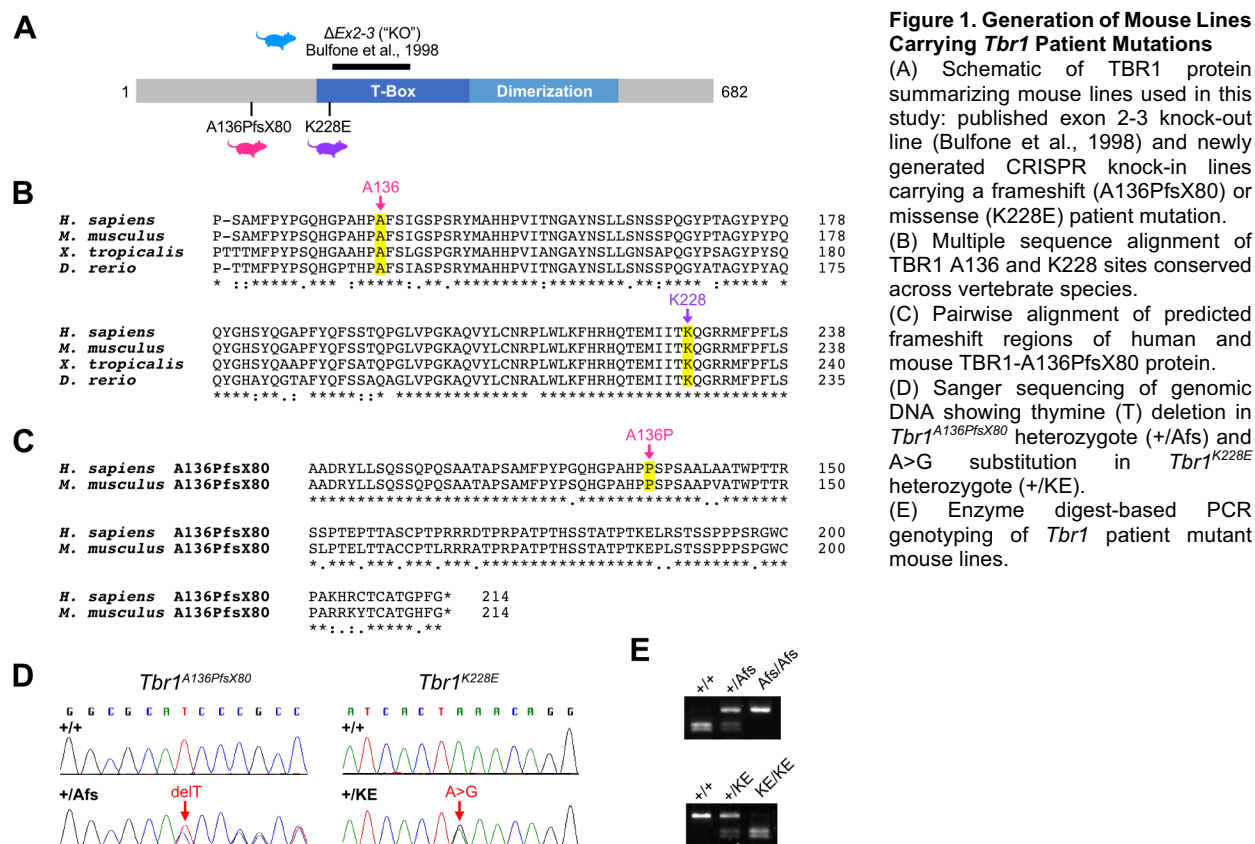 A
ΔEx2-3 ("KO")
Bulfone et al., 1998
1
T-Box
Dimerization
682
A136PfsX80
K228E
B
A136
H. sapiens P-SAMFPYPGQHGPAHPAFSIGSPSRYMAHHPVITNGAYNSLLSNSSPQGYPTAGYPYPQ 178
M. musculus P-SAMFPYPSQHGPAHPAFSIGSPSRYMAHHPVITNGAYNSLLSNSSPQGYPTAGYPYPQ 178
X. tropicalis PTTTMFPYPSQHGAAHPAFSIGSPSRYMAHHPVITNGAYNSLLSNSAPQGYPSAGYPYSQ 180
D. rerio P-TTMFPYPSQHGPTHPAFSIASPSRYMAHHPVITNGAYNSLLTNSSPQGYATAGYPYAQ 175
K228
H. sapiens QYGHSYQGAPFYQFSSTQPGLVPGKAQVYLCNRPLWLKFHRHQTEMIITKQGRRMFPFLS 238
M. musculus QYGHSYQGAPFYQFSSTQPGLVPGKAQVYLCNRPLWLKFHRHQTEMIITKQGRRMFPFLS 238
X. tropicalis QYGHSYQAAPFYQFSSTQPGLVPGKAQVYLCNRPLWLKFHRHQTEMIITKQGRRMFPFLS 240
D. rerio QYGHAYQGTAFYQFSSAQAGLVPGKAQVYLCNRALWLKFHRHQTEMIITKQGRRMFPFLS 235
C
A136P
H. sapiens A136PfsX80 AADRYLLSQSSQPQSAATAPSAMFPYPGQHGPAHPPSPSAALAATWPTTR 150
M. musculus A136PfsX80 AADRYLLSQSSQPQSAATAPSAMFPYPSQHGPAHPPSPSAAPVATWPTTR 150
H. sapiens A136PfsX80 SSPTEPTTASCPTPRRRDTPRPATPTHSSTATPTKELRSTSSPPPSRGWC 200
M. musculus A136PfsX80 SLPTELTTACCPTLRRRATPRPATPTHSSTATPTKEPLSTSSPPPSPGWC 200
H. sapiens A136PfsX80 PAKHRCTCATGPFG* 214
M. musculus A136PfsX80 PARRKYTCATGHFG* 214
D
Tbr1A136PfsX80
Tbr1K228E
G G C G C A T C C C G C C
A T C A C T A A A C A G G
+/+
+/+
+/Afs
delT
+/KE
A>G
E
+/+
+/Afs
Afs/Afs
+/+
+/KE
KE/KE
Figure 1. Generation of Mouse Lines
Carrying Tbr1 Patient Mutations
(A) Schematic of TBR1 protein
summarizing mouse lines used in this
study: published exon 2-3 knock-out
line (Bulfone et al., 1998) and newly
generated CRISPR knock-in lines
carrying a frameshift (A136PfsX80) or
missense (K228E) patient mutation.
(B) Multiple sequence alignment of
TBR1 A136 and K228 sites conserved
across vertebrate species.
(C) Pairwise alignment of predicted
frameshift regions of human and
mouse TBR1-A136PfsX80 protein.
(D) Sanger sequencing of genomic
DNA showing thymine (T) deletion in
Tbr1A136PfsX80 heterozygote (+/Afs) and
A>G substitution in Tbr1K228E
heterozygote (+/KE).
(E) Enzyme digest-based PCR
genotyping of Tbr1 patient mutant
mouse lines.